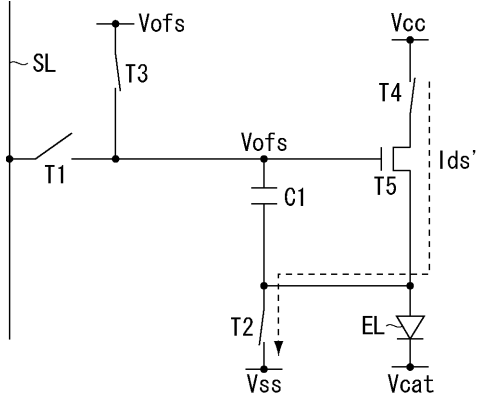 Vofs
Vcc
SL
T3
T4
Vofs
Ids'
T1
C1
T5
T2
EL
Vss
Vcat